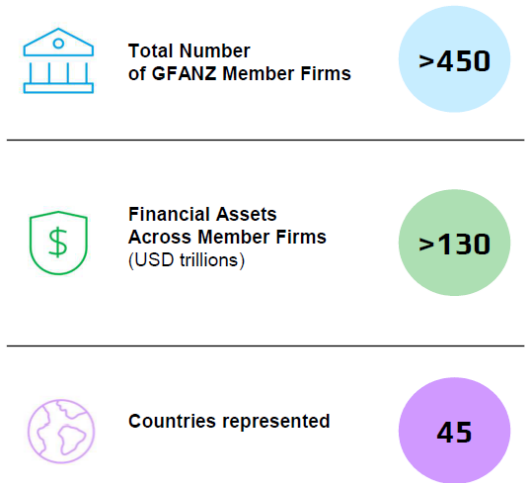 Total Number
of GFANZ Member Firms
>450
Financial Assets
Across Member Firms
(USD trillions)
>130
Countries represented
45